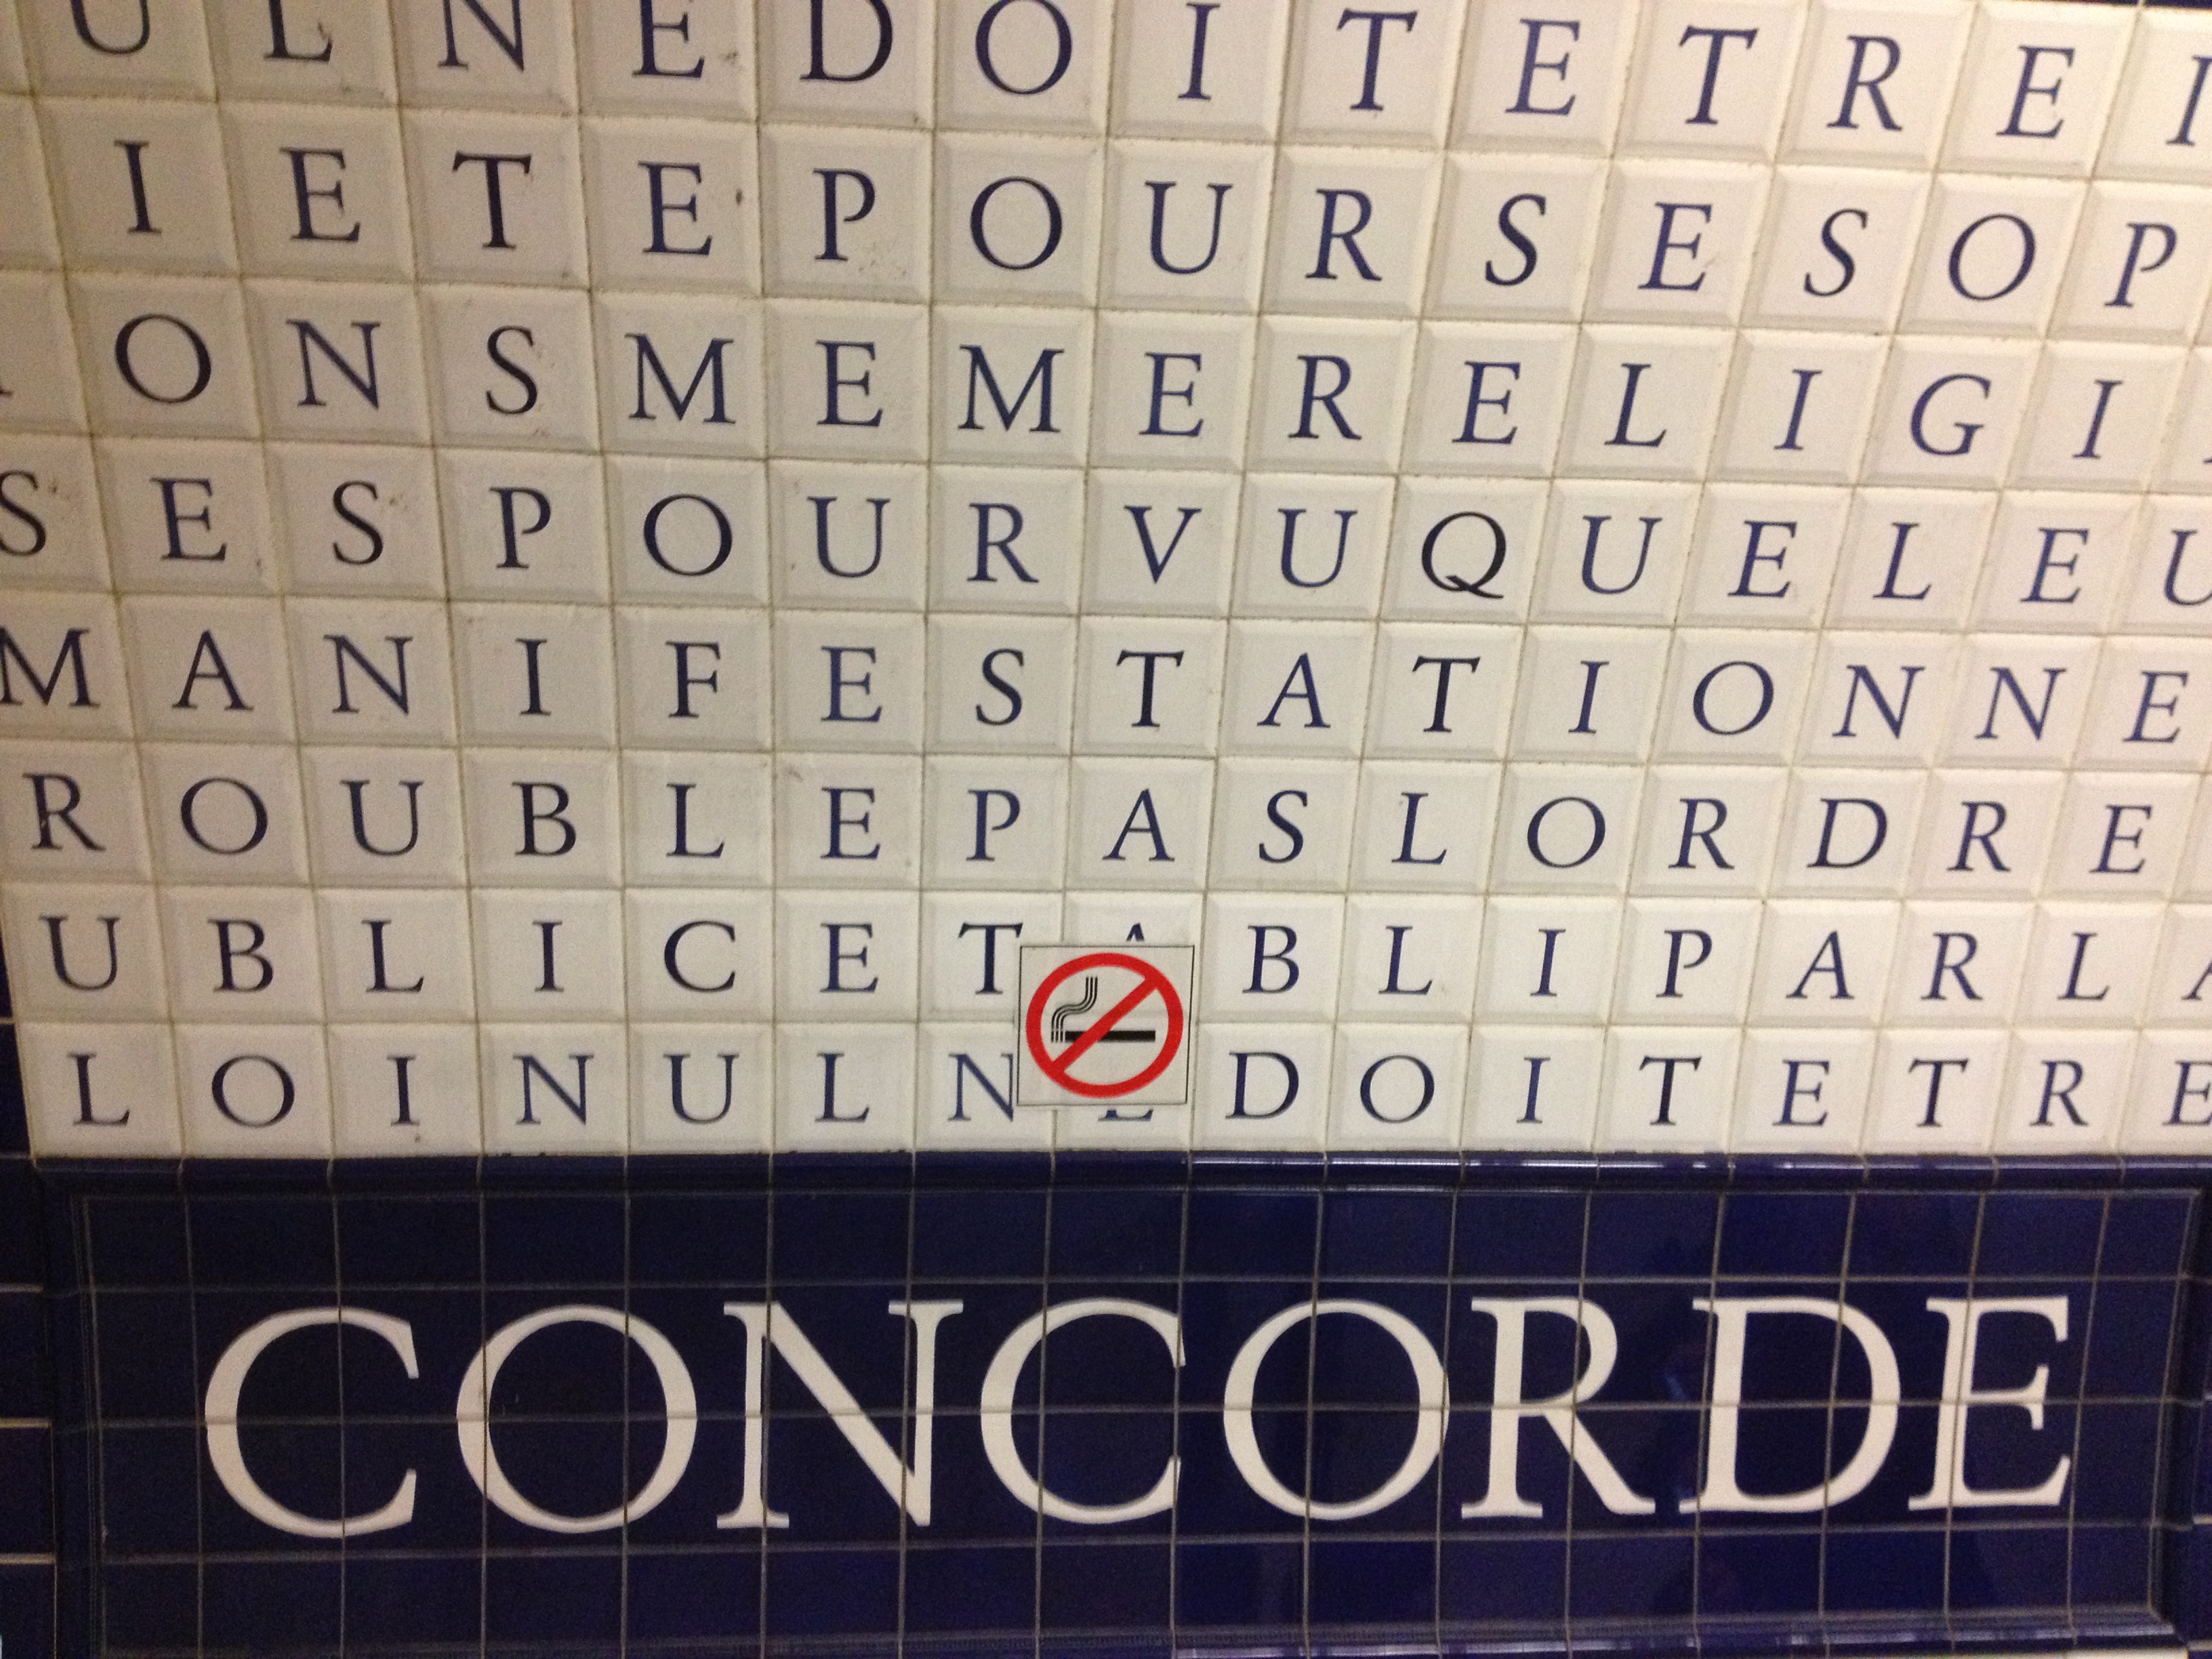 ULNEDOITETREI
IETEPOURSESOP
ONSMEMERELIGI
SESPOURVUQUELEU
MANIFESTATIONNE
ROUBLEPASLORDRE
UBLICETABLIPARLA
LOINULNEDOITETRE
CONCORDE